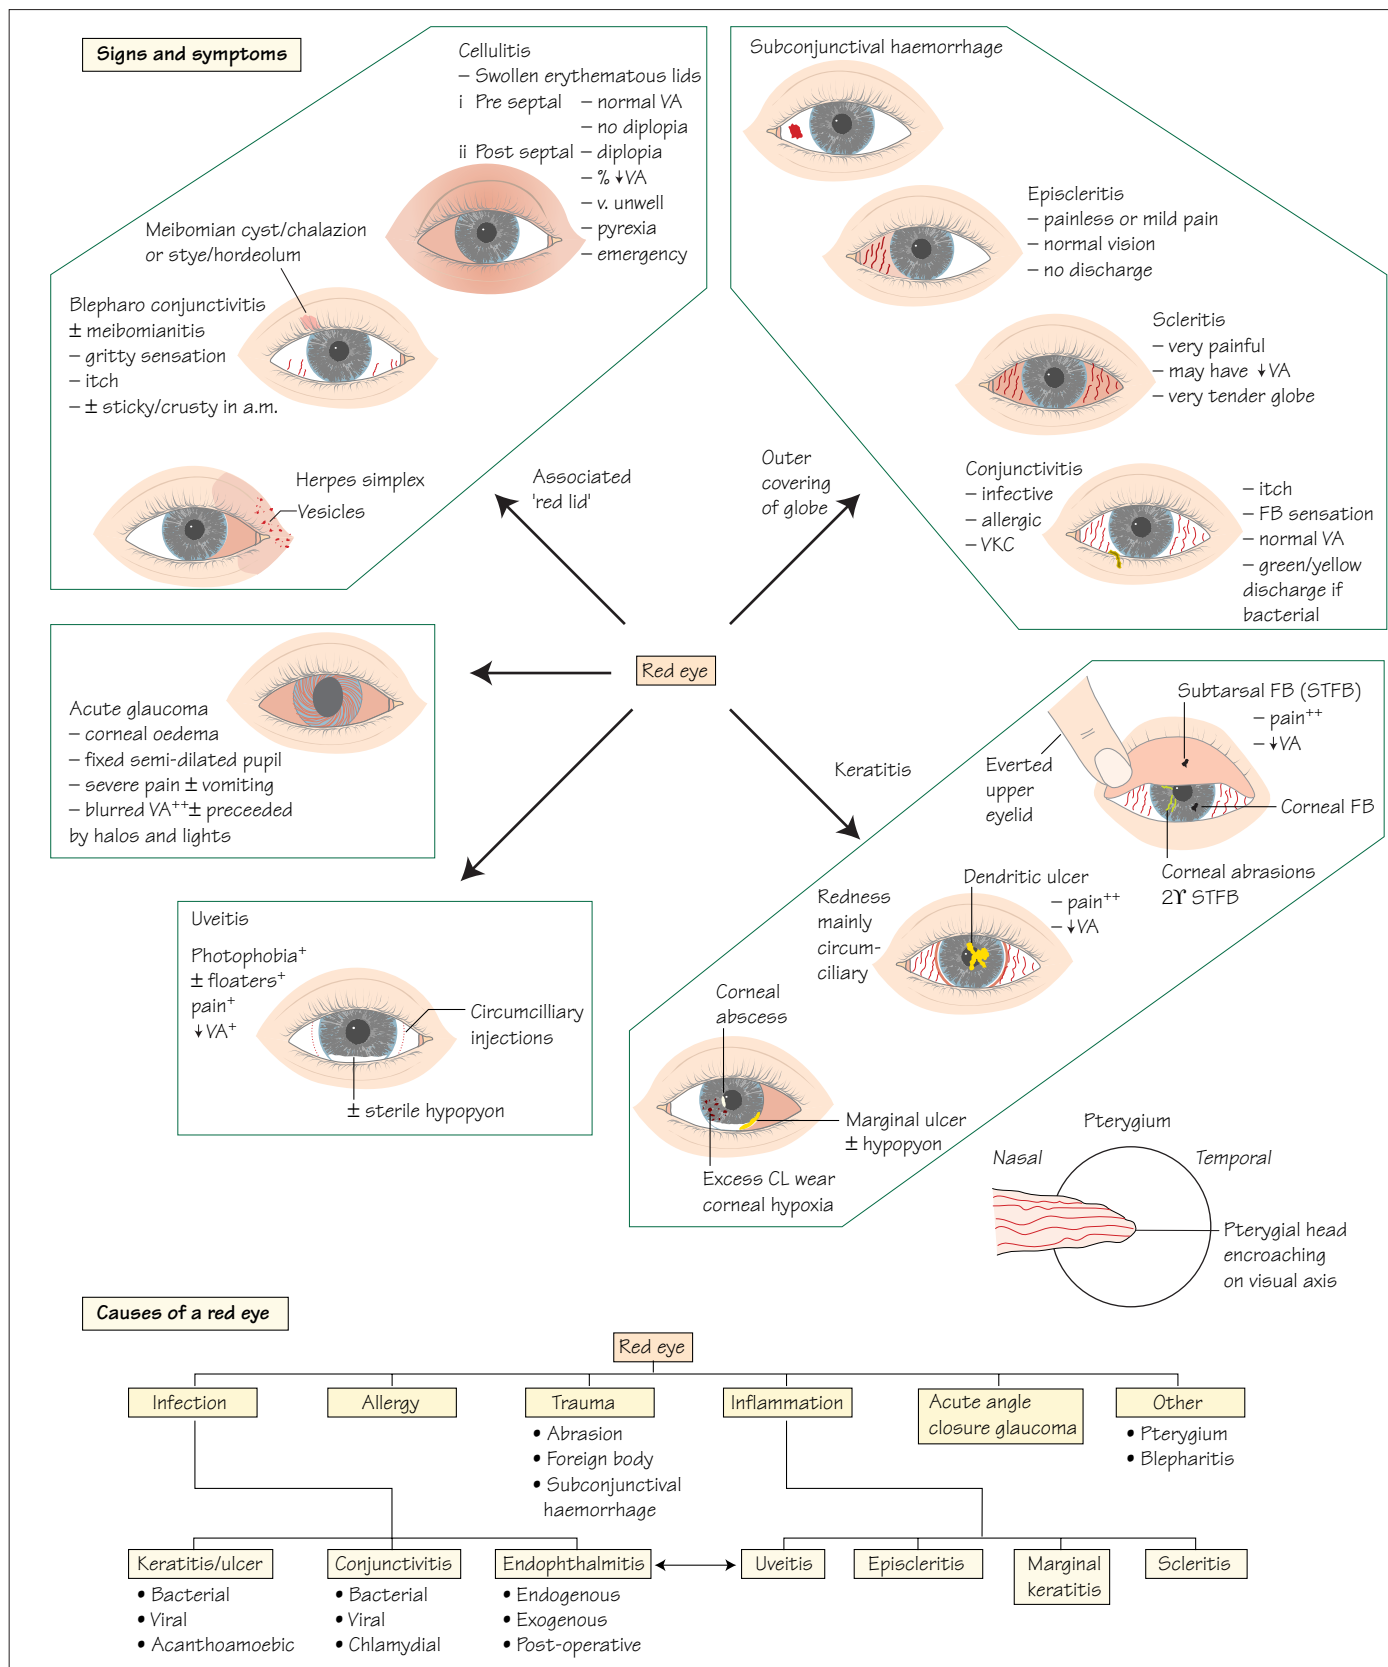 Signs and symptoms
Cellulitis
– Swollen erythematous lids
i Pre septal – normal VA
– no diplopia
ii Post septal – diplopia
– % ↓VA
– v. unwell
– pyrexia
– emergency
Meibomian cyst/chalazion
or stye/hordeolum
Blepharo conjunctivitis
± meibomianitis
– gritty sensation
– itch
– ± sticky/crusty in a.m.
Herpes simplex
Vesicles
Associated
'red lid'
Subconjunctival haemorrhage
Episcleritis
– painless or mild pain
– normal vision
– no discharge
Scleritis
– very painful
– may have ↓VA
– very tender globe
Outer
covering
of globe
Conjunctivitis
– infective
– allergic
– VKC
– itch
– FB sensation
– normal VA
– green/yellow
discharge if
bacterial
Red eye
Acute glaucoma
– corneal oedema
– fixed semi-dilated pupil
– severe pain ± vomiting
– blurred VA++± preceeded
by halos and lights
Uveitis
Photophobia+
± floaters+
pain+
↓VA+
Circumcilliary
injections
± sterile hypopyon
Keratitis
Subtarsal FB (STFB)
– pain++
– ↓VA
Everted
upper
eyelid
Corneal FB
Corneal abrasions
2ϒ STFB
Dendritic ulcer
– pain++
– ↓VA
Redness
mainly
circum-
ciliary
Corneal
abscess
Marginal ulcer
± hypopyon
Excess CL wear
corneal hypoxia
Pterygium
Nasal
Temporal
Pterygial head
encroaching
on visual axis
Causes of a red eye
Red eye
Infection
Allergy
Trauma
• Abrasion
• Foreign body
• Subconjunctival
haemorrhage
Inflammation
Acute angle
closure glaucoma
Other
• Pterygium
• Blepharitis
Keratitis/ulcer
• Bacterial
• Viral
• Acanthoamoebic
Conjunctivitis
• Bacterial
• Viral
• Chlamydial
Endophthalmitis
• Endogenous
• Exogenous
• Post-operative
Uveitis
Episcleritis
Marginal
keratitis
Scleritis